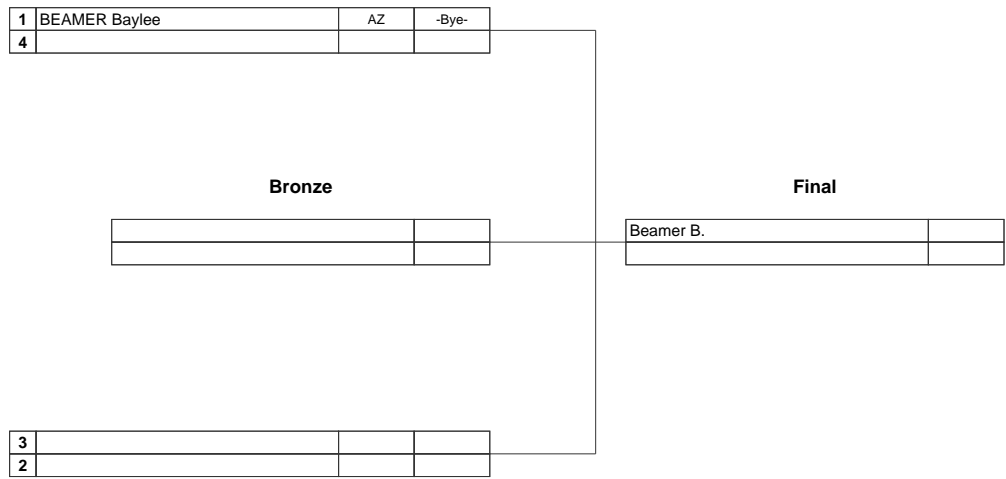 1 BEAMER Baylee AZ -Bye-
4
Bronze
Final
Beamer B.
3
2